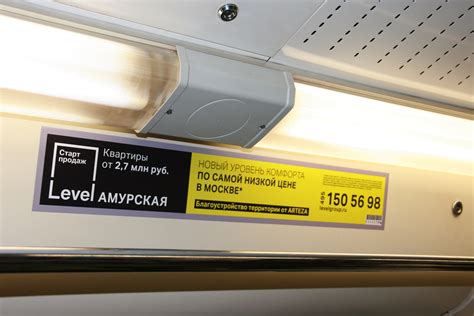 Старт
продаж
Level АМУРСКАЯ
Квартиры
от 2,7 млн руб.
НОВЫЙ УРОВЕНЬ КОМФОРТА
ПО САМОЙ НИЗКОЙ ЦЕНЕ
В МОСКВЕ*
Благоустройство территории от ARTEZA
495 150 56 98
levelgroup.ru